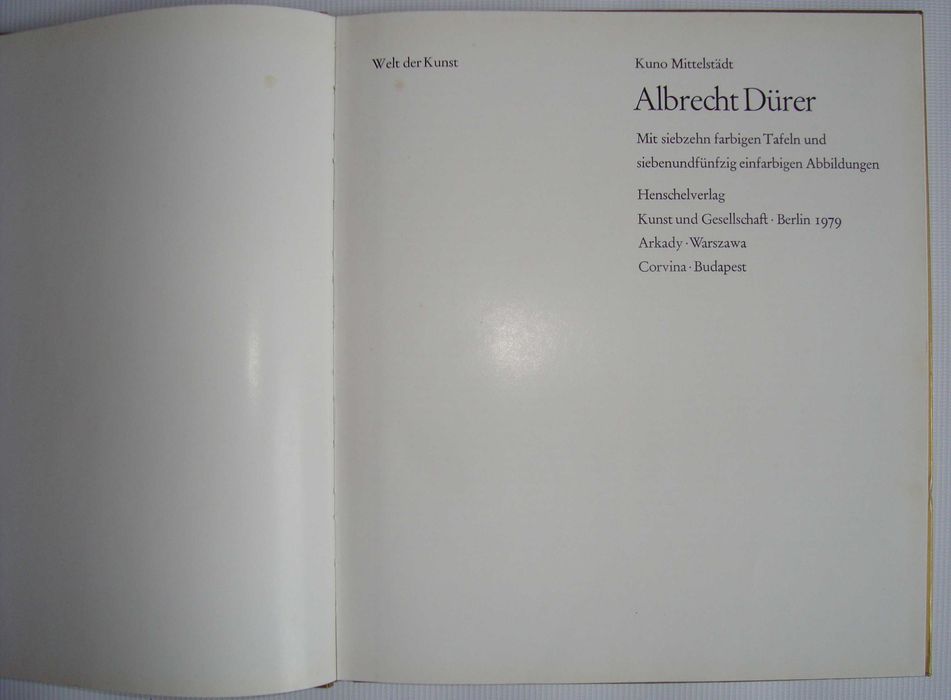 Welt der Kunst
Kuno Mittelstädt
Albrecht Dürer
Mit siebzehn farbigen Tafeln und
siebenundfünfzig einfarbigen Abbildungen
Henschelverlag
Kunst und Gesellschaft · Berlin 1979
Arkady · Warszawa
Corvina · Budapest